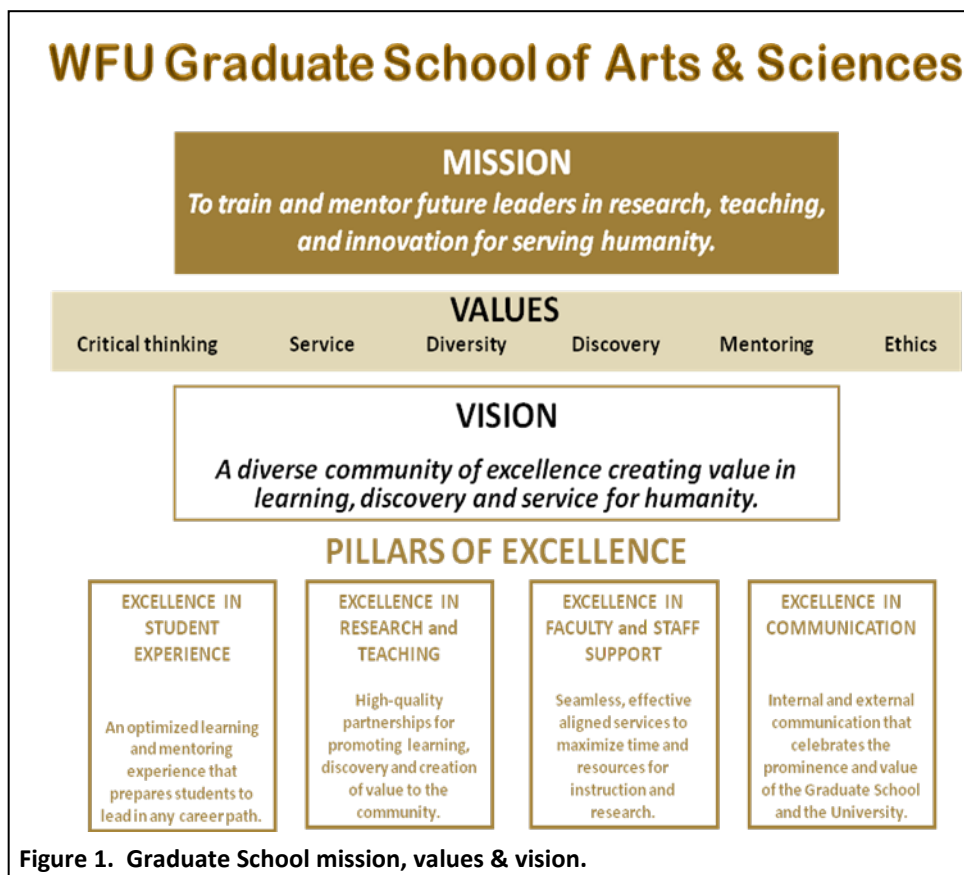 WFU Graduate School of Arts & Sciences
MISSION
To train and mentor future leaders in research, teaching,
and innovation for serving humanity.
VALUES
Critical thinking Service Diversity Discovery Mentoring Ethics
VISION
A diverse community of excellence creating value in
learning, discovery and service for humanity.
PILLARS OF EXCELLENCE
EXCELLENCE IN
STUDENT
EXPERIENCE
An optimized learning
and mentoring
experience that
prepares students to
lead in any career path.
EXCELLENCE IN
RESEARCH and
TEACHING
High-quality
partnerships for
promoting learning,
discovery and creation
of value to the
community.
EXCELLENCE IN
FACULTY and STAFF
SUPPORT
Seamless, effective
aligned services to
maximize time and
resources for
instruction and
research.
EXCELLENCE IN
COMMUNICATION
Internal and external
communication that
celebrates the
prominence and value
of the Graduate School
and the University.
Figure 1. Graduate School mission, values & vision.